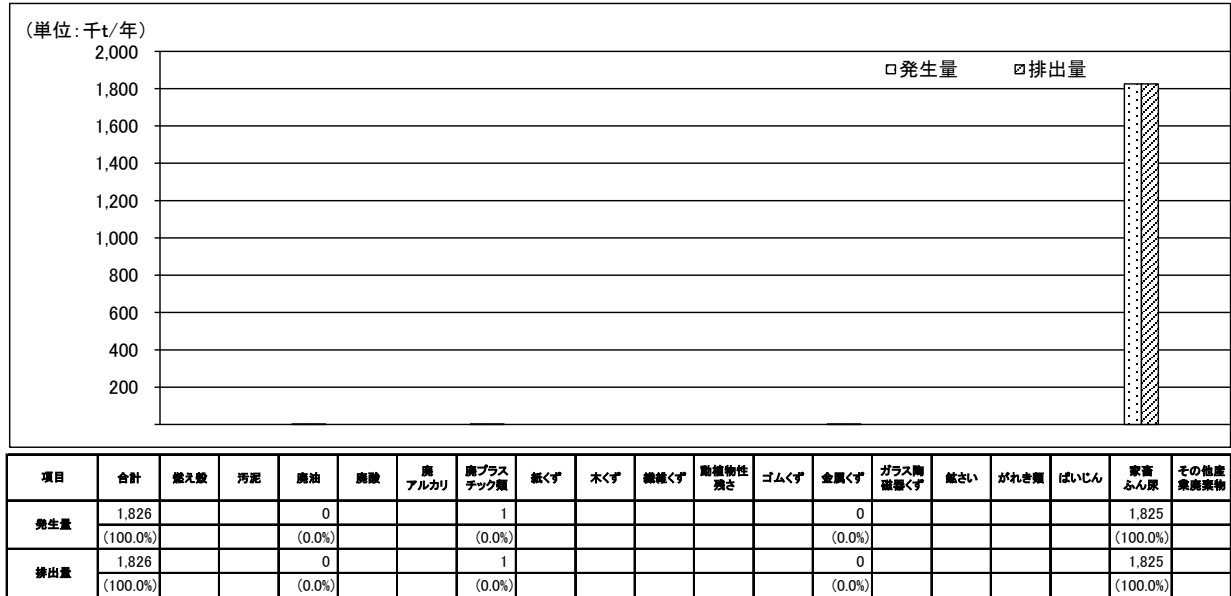 (単位:千t/年)
2,000
□発生量 排出量
1,800
1,600
1,400
1,200
1,000
800
600
400
200
項目 合計 燃え殻 汚泥 廃油 廃酸 廃アルカリ 廃プラスチック類 紙くず 木くず 繊維くず 動植物性残さ ゴムくず 金属くず ガラス陶磁器くず 鉱さい がれき類 ばいじん 家畜ふん尿 その他産業廃棄物
発生量 1,826 0 1 0 1,825
(100.0%) (0.0%) (0.0%) (0.0%) (100.0%)
排出量 1,826 0 1 0 1,825
(100.0%) (0.0%) (0.0%) (0.0%) (100.0%)